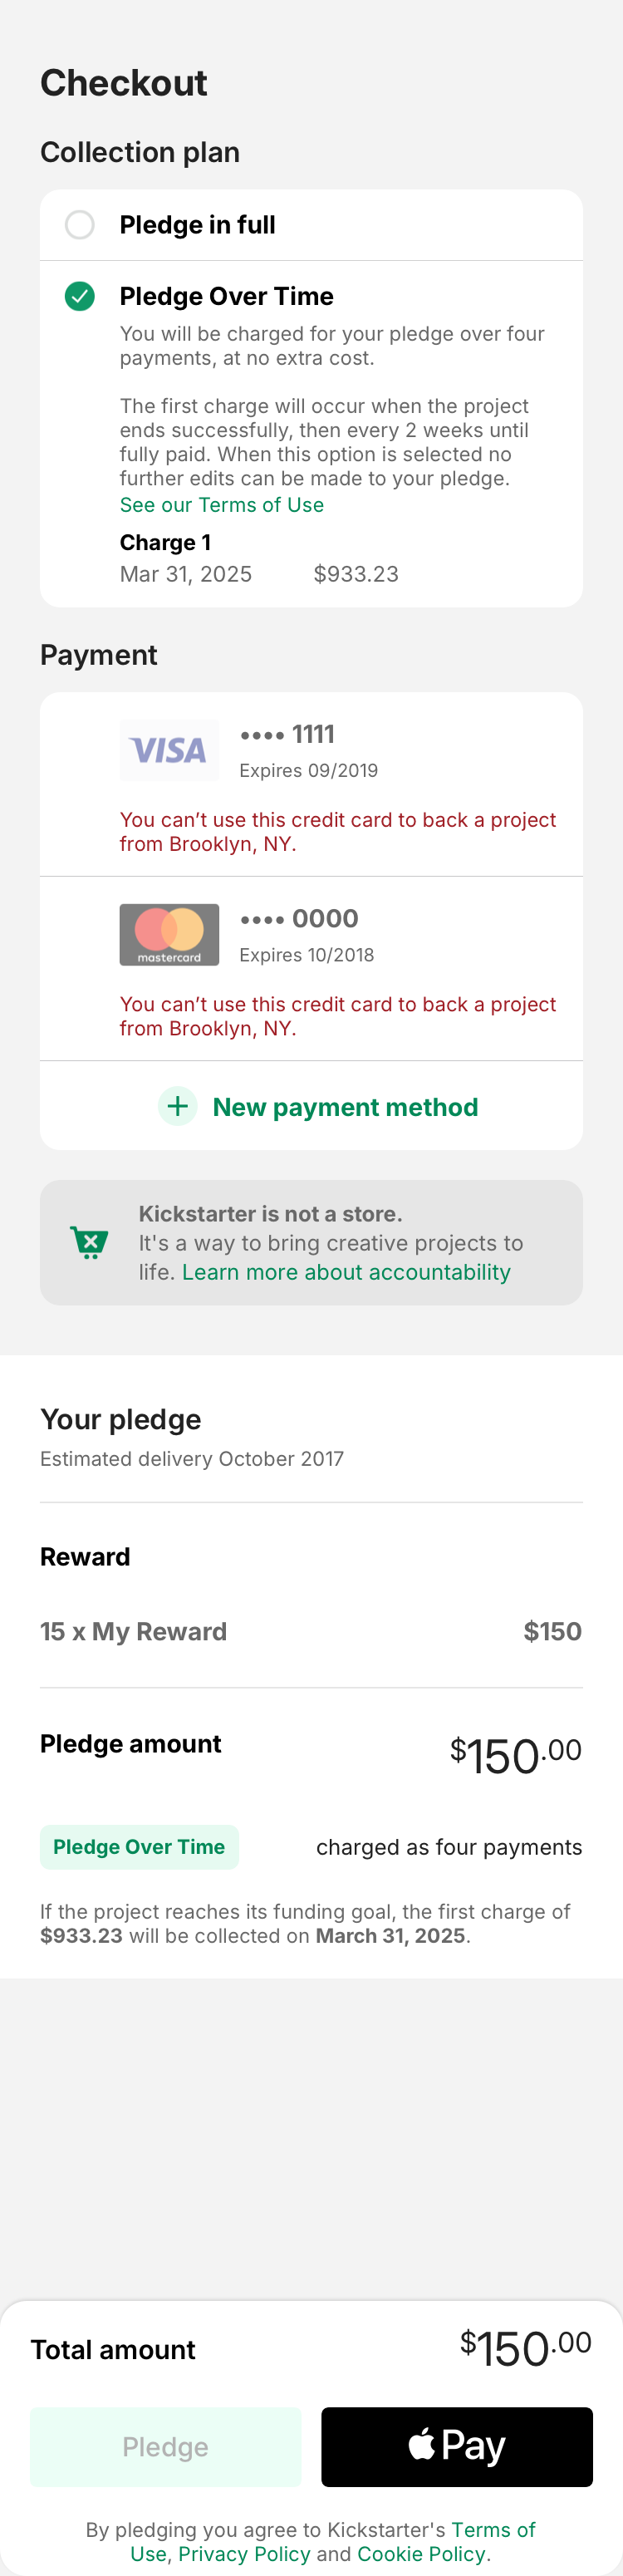 Checkout
Collection plan
Pledge in full
Pledge Over Time
You will be charged for your pledge over four
payments, at no extra cost.
The first charge will occur when the project
ends successfully, then every 2 weeks until
fully paid. When this option is selected no
further edits can be made to your pledge.
See our Terms of Use
Charge 1
Mar 31, 2025 $933.23
Payment
VISA
•••• 1111
Expires 09/2019
You can’t use this credit card to back a project
from Brooklyn, NY.
mastercard
•••• 0000
Expires 10/2018
You can’t use this credit card to back a project
from Brooklyn, NY.
New payment method
Kickstarter is not a store.
It's a way to bring creative projects to
life. Learn more about accountability
Your pledge
Estimated delivery October 2017
Reward
15 x My Reward $150
Pledge amount $150.00
Pledge Over Time charged as four payments
If the project reaches its funding goal, the first charge of
$933.23 will be collected on March 31, 2025.
Total amount $150.00
Pledge
Pay
By pledging you agree to Kickstarter's Terms of
Use, Privacy Policy and Cookie Policy.